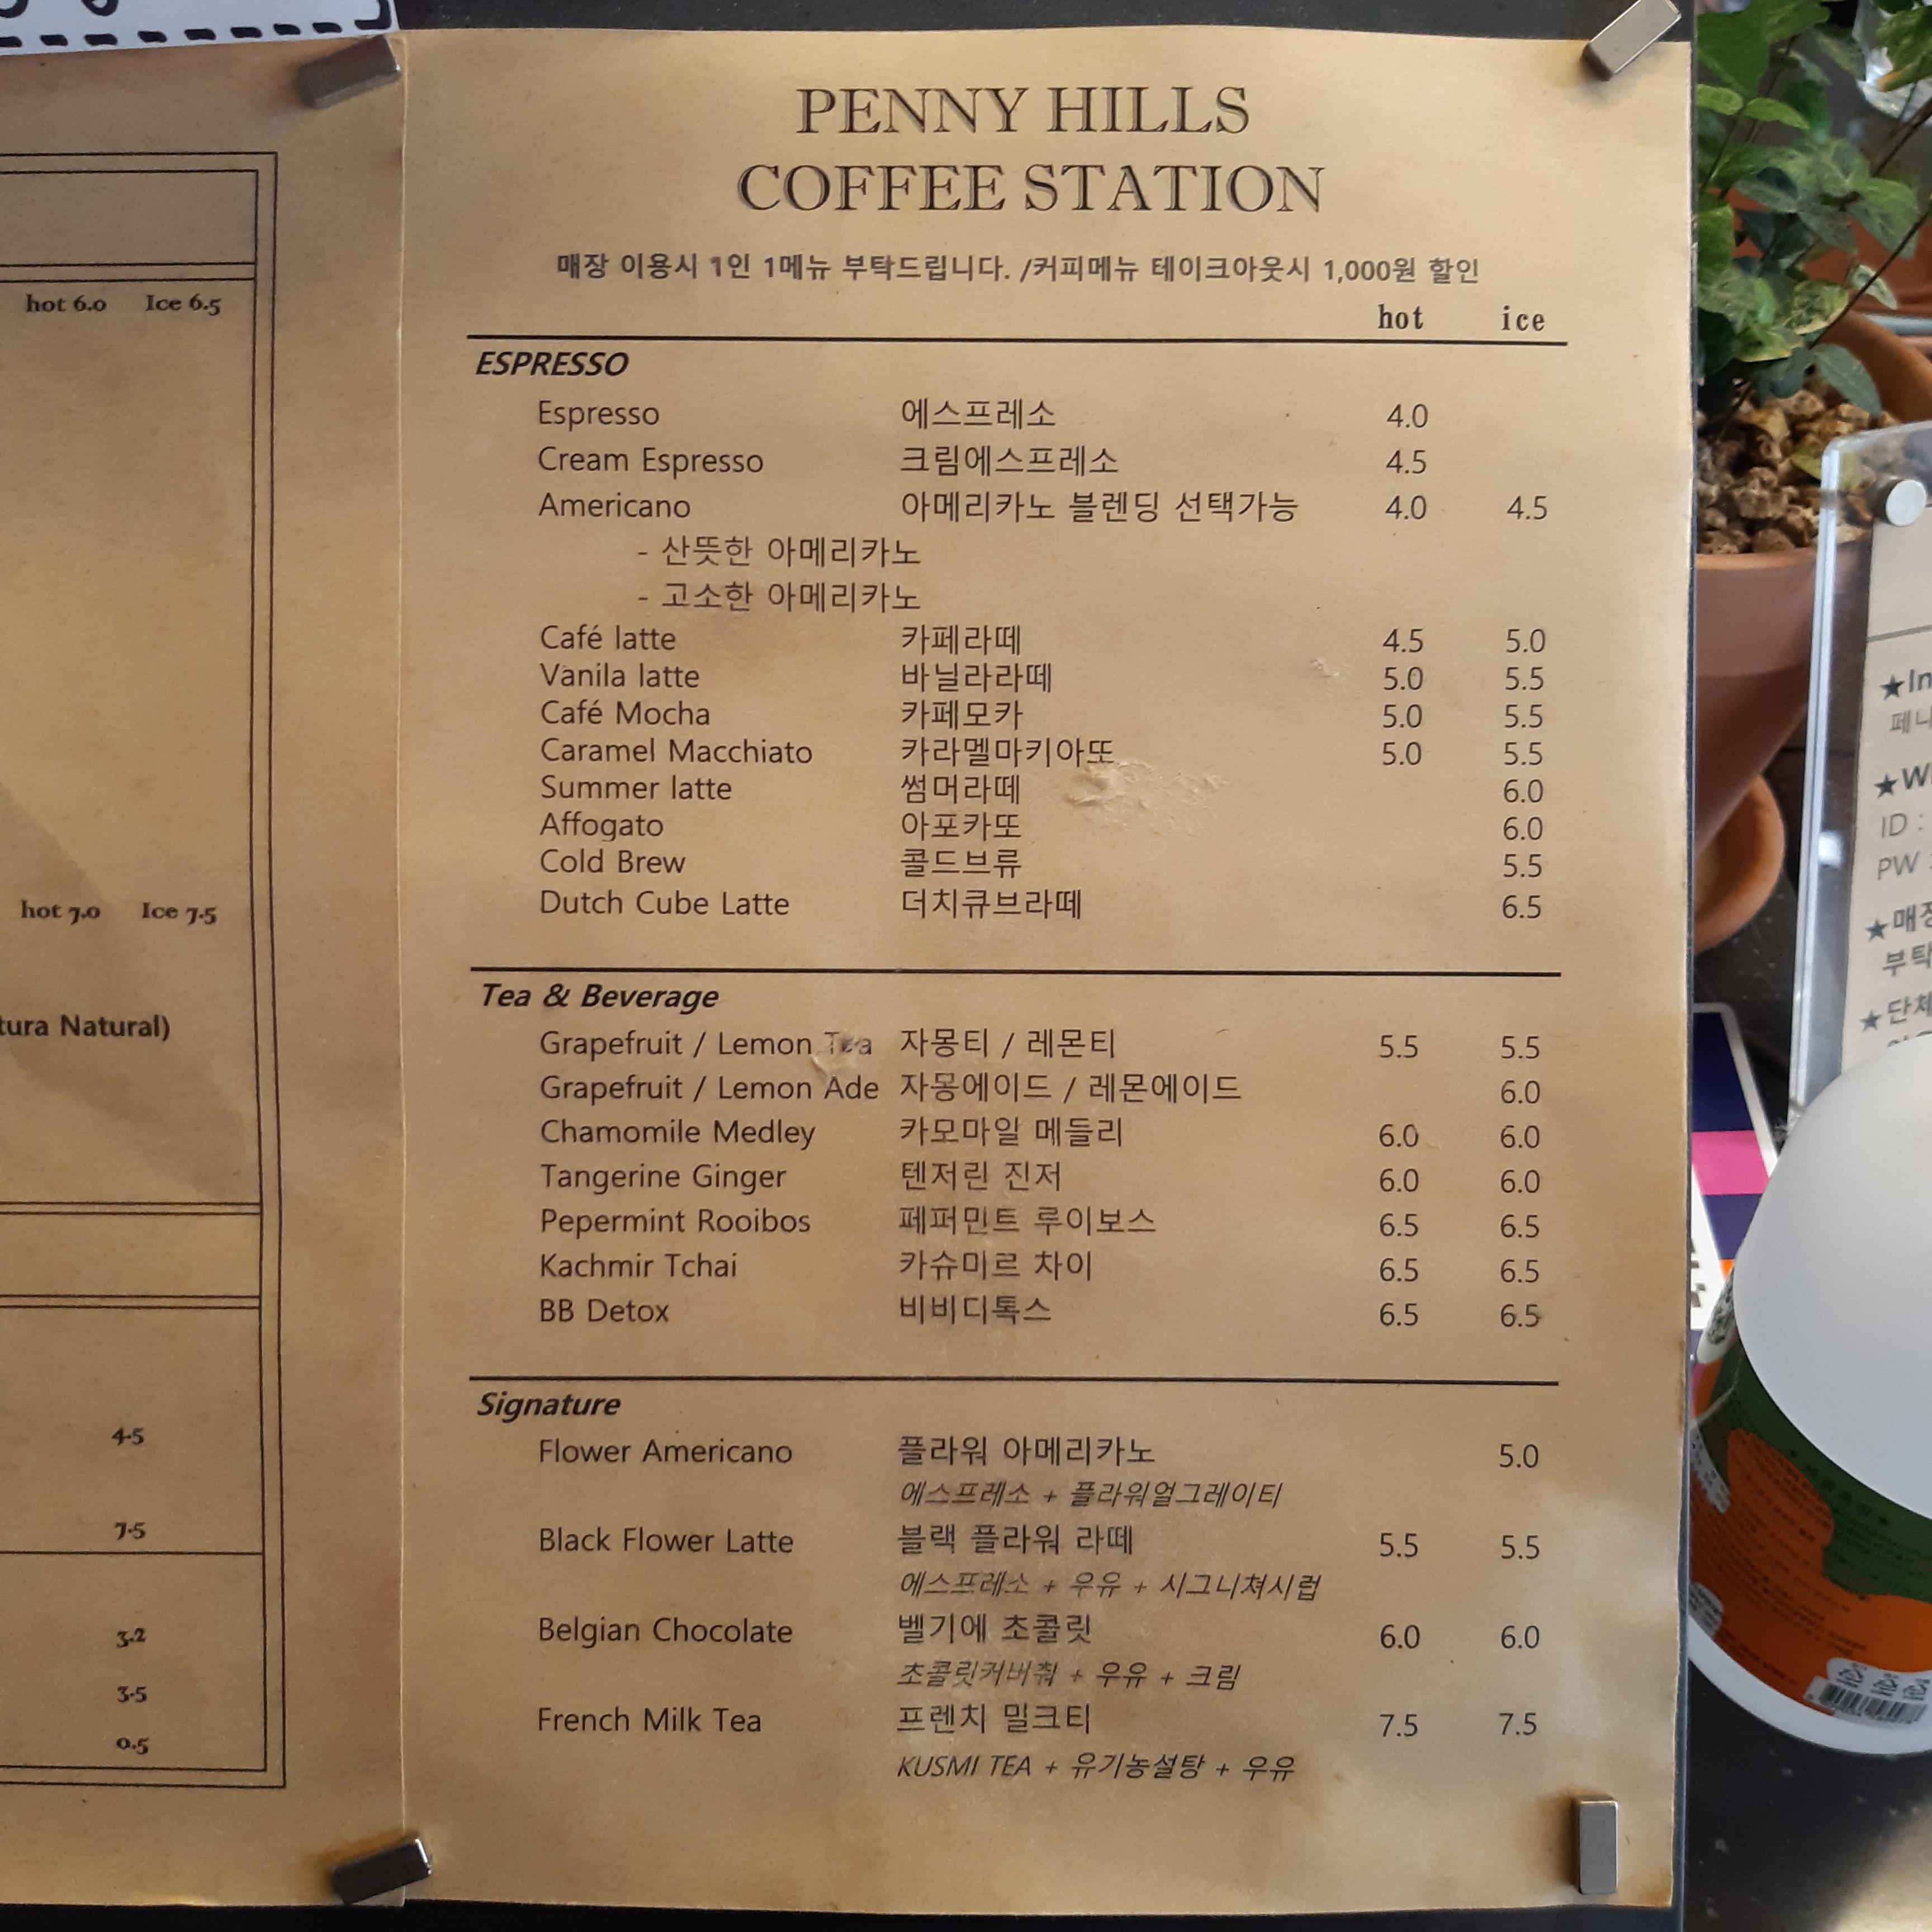 hot 6.0 Ice 6.5
hot 7.0 Ice 7.5
tura Natural)
4.5
7.5
3.2
3.5
0.5
PENNY HILLS
COFFEE STATION
매장 이용시 1인 1메뉴 부탁드립니다. /커피메뉴 테이크아웃시 1,000원 할인
hot ice
ESPRESSO
Espresso 에스프레소 4.0
Cream Espresso 크림에스프레소 4.5
Americano 아메리카노 블렌딩 선택가능 4.0 4.5
- 산뜻한 아메리카노
- 고소한 아메리카노
Café latte 카페라떼 4.5 5.0
Vanila latte 바닐라라떼 5.0 5.5
Café Mocha 카페모카 5.0 5.5
Caramel Macchiato 카라멜마키아또 5.0 5.5
Summer latte 썸머라떼 6.0
Affogato 아포카또 6.0
Cold Brew 콜드브류 5.5
Dutch Cube Latte 더치큐브라떼 6.5
Tea & Beverage
Grapefruit / Lemon Tea 자몽티 / 레몬티 5.5 5.5
Grapefruit / Lemon Ade 자몽에이드 / 레몬에이드 6.0
Chamomile Medley 카모마일 메들리 6.0 6.0
Tangerine Ginger 텐저린 진저 6.0 6.0
Pepermint Rooibos 페퍼민트 루이보스 6.5 6.5
Kachmir Tchai 카슈미르 차이 6.5 6.5
BB Detox 비비디톡스 6.5 6.5
Signature
Flower Americano 플라워 아메리카노 5.0
에스프레소 + 플라워얼그레이티
Black Flower Latte 블랙 플라워 라떼 5.5 5.5
에스프레소 + 우유 + 시그니쳐시럽
Belgian Chocolate 벨기에 초콜릿 6.0 6.0
초콜릿커버춰 + 우유 + 크림
French Milk Tea 프렌치 밀크티 7.5 7.5
KUSMI TEA + 유기농설탕 + 우유
★In
페니
★W
ID :
PW :
★매장
부탁
★단체